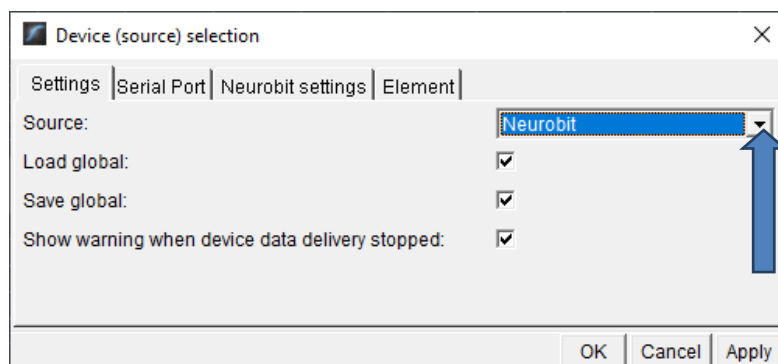 Device (source) selection
Settings Serial Port Neurobit settings Element
Source: Neurobit
Load global:
Save global:
Show warning when device data delivery stopped:
OK Cancel Apply